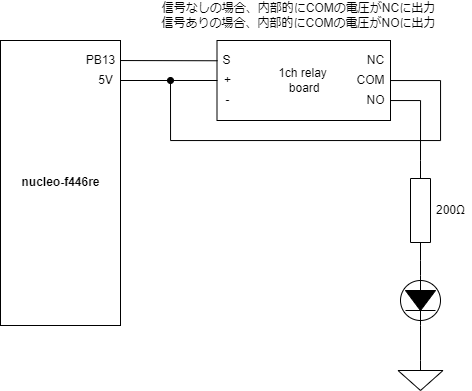 信号なしの場合、内部的にCOMの電圧がNCに出力
信号ありの場合、内部的にCOMの電圧がNOに出力
PB13
5V
nucleo-f446re
S
+
-
1ch relay
board
NC
COM
NO
200Ω